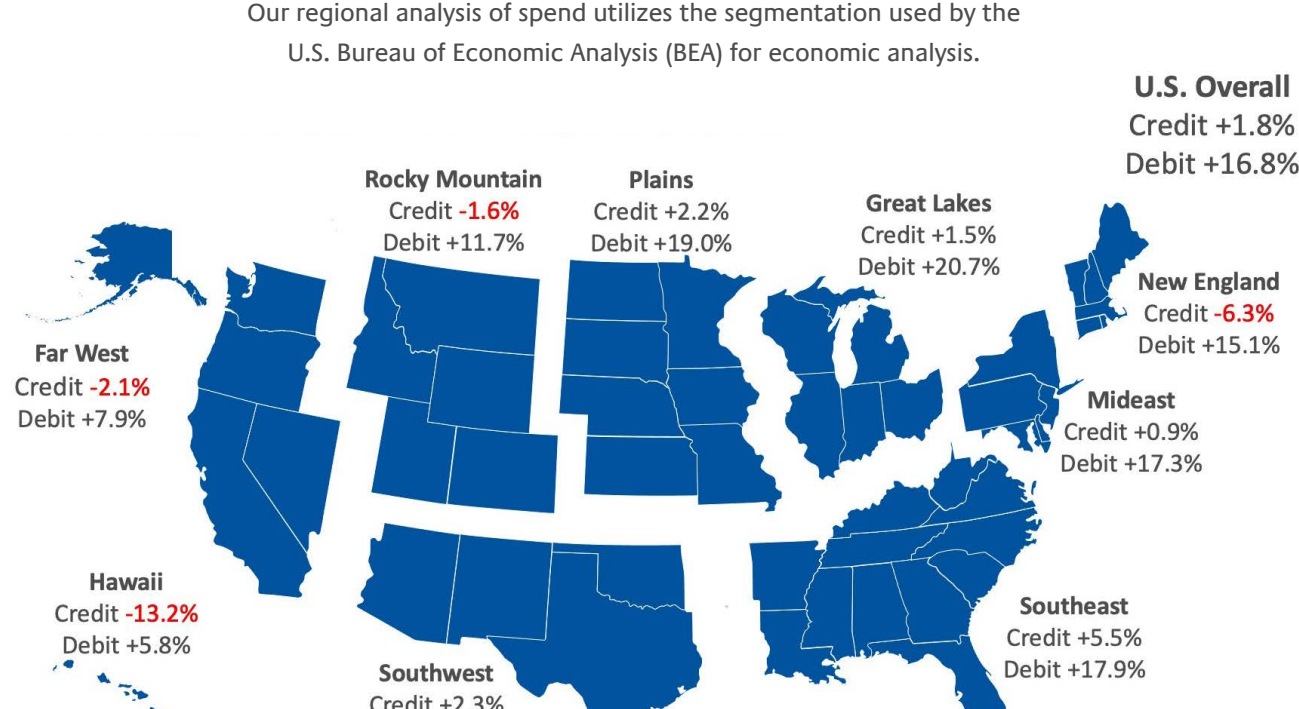 Our regional analysis of spend utilizes the segmentation used by the
U.S. Bureau of Economic Analysis (BEA) for economic analysis.
U.S. Overall
Credit +1.8%
Debit +16.8%
Rocky Mountain
Credit -1.6%
Debit +11.7%
Plains
Credit +2.2%
Debit +19.0%
Great Lakes
Credit +1.5%
Debit +20.7%
New England
Credit -6.3%
Debit +15.1%
Far West
Credit -2.1%
Debit +7.9%
Mideast
Credit +0.9%
Debit +17.3%
Hawaii
Credit -13.2%
Debit +5.8%
Southeast
Credit +5.5%
Debit +17.9%
Southwest
Credit +2.3%